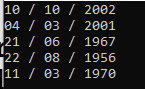 10 / 10 / 2002
04 / 03 / 2001
21 / 06 / 1967
22 / 08 / 1956
11 / 03 / 1970